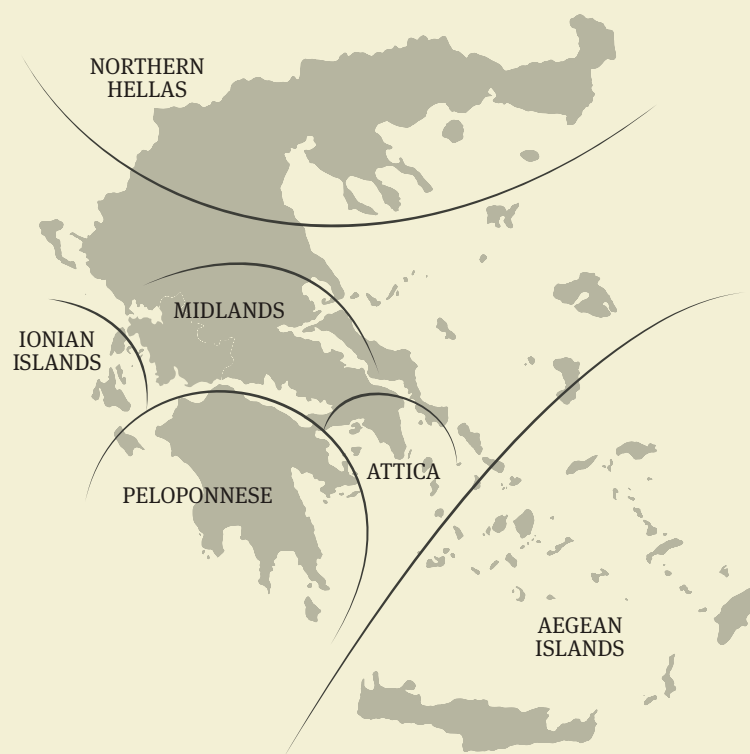 NORTHERN
HELLAS
MIDLANDS
IONIAN
ISLANDS
ATTICA
PELOPONNESE
AEGEAN
ISLANDS